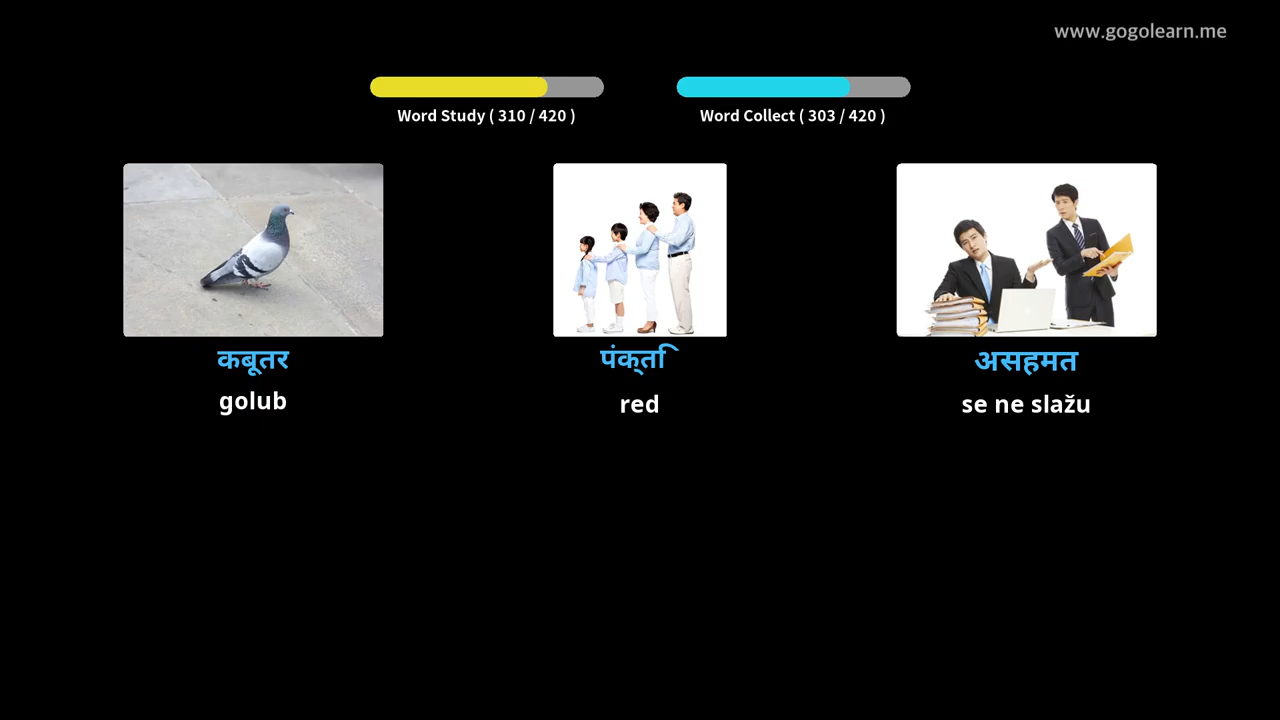 www.gogolearn.me
Word Study ( 310 / 420 )
Word Collect ( 303 / 420 )
कबूतर
पंक्ति
असहमत
golub
red
se ne slažu